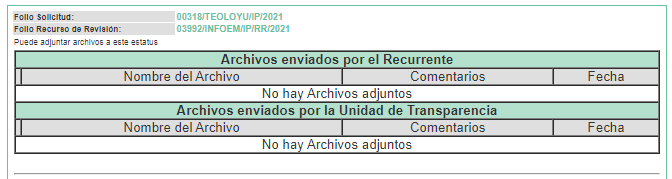 Folio Solicitud: 00318/TEOLOYU/IP/2021
Folio Recurso de Revisión: 03992/INFOEM/IP/RR/2021
Puede adjuntar archivos a este estatus
Archivos enviados por el Recurrente
Nombre del Archivo Comentarios Fecha
No hay Archivos adjuntos
Archivos enviados por la Unidad de Transparencia
Nombre del Archivo Comentarios Fecha
No hay Archivos adjuntos